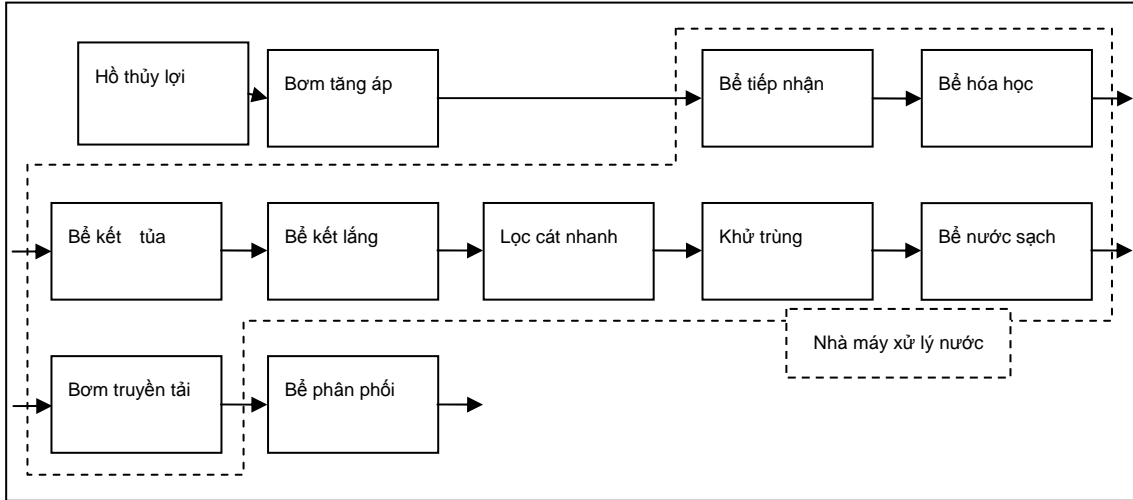 Hồ thủy lợi
Bơm tăng áp
Bể tiếp nhận
Bể hóa học
Bể kết tủa
Bể kết lắng
Lọc cát nhanh
Khử trùng
Bể nước sạch
Nhà máy xử lý nước
Bơm truyền tải
Bể phân phối